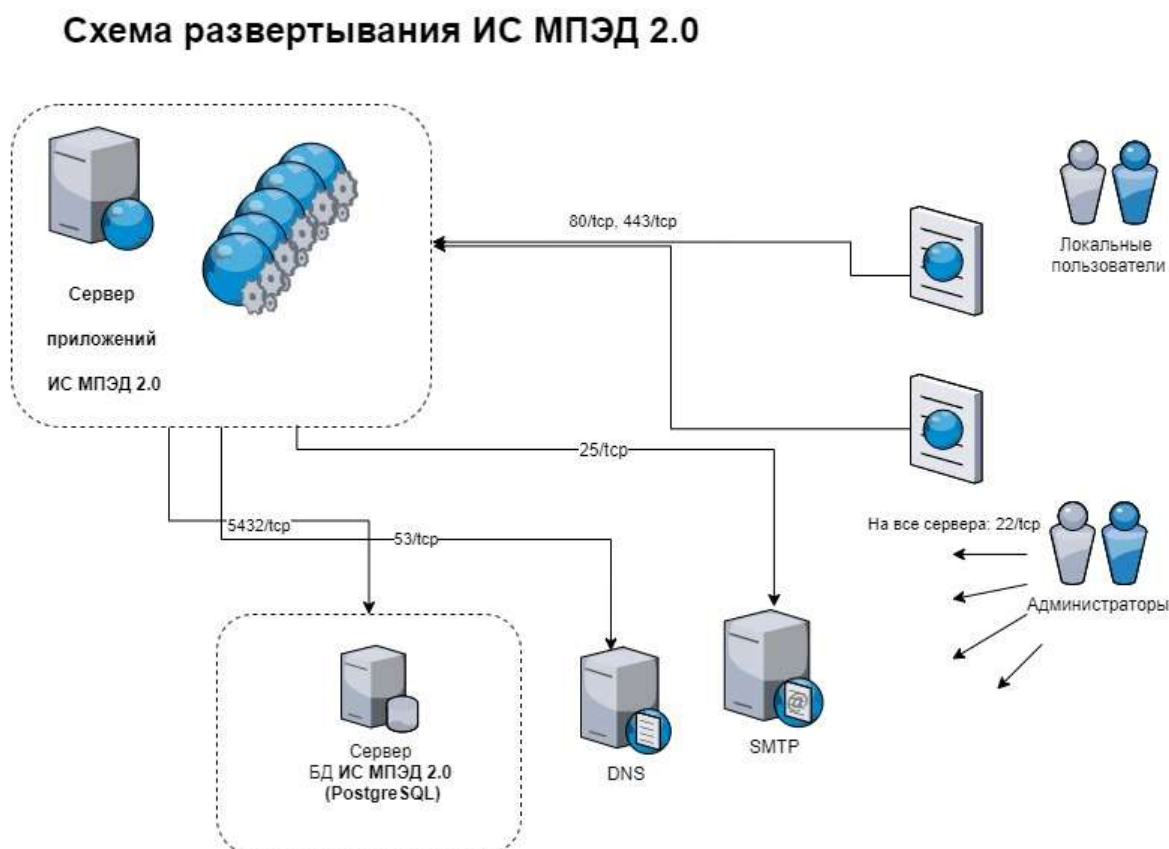 Схема развертывания ИС МПЭД 2.0
Сервер
приложений
ИС МПЭД 2.0
80/tcp, 443/tcp
Локальные
пользователи
25/tcp
5432/tcp
53/tcp
На все сервера: 22/tcp
Администраторы
Сервер
БД ИС МПЭД 2.0
(PostgreSQL)
DNS
@
SMTP